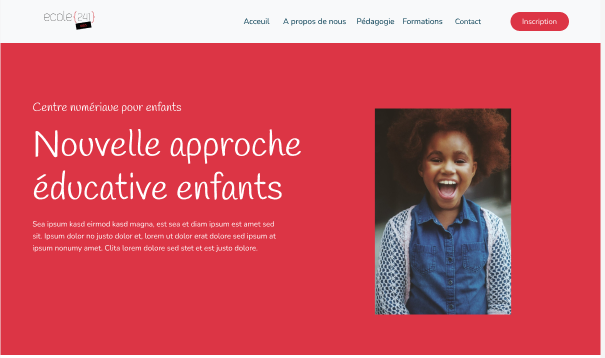 ecole{241}
Acceuil A propos de nous Pédagogie Formations Contact Inscription
Centre numérique pour enfants
Nouvelle approche
éducative enfants
Sea ipsum kasd eirmod kasd magna, est sea et diam ipsum est amet sed
sit. Ipsum dolor no justo dolor et, lorem ut dolor erat dolore sed ipsum at
ipsum nonumy amet. Clita lorem dolore sed stet et est justo dolore.